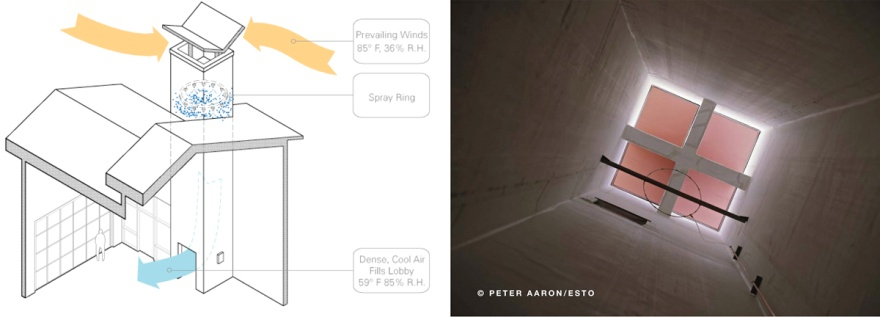 Prevailing Winds
85° F, 36% R.H.
Spray Ring
Dense, Cool Air
Fills Lobby
59° F 85% R.H.
© PETER AARON/ESTO